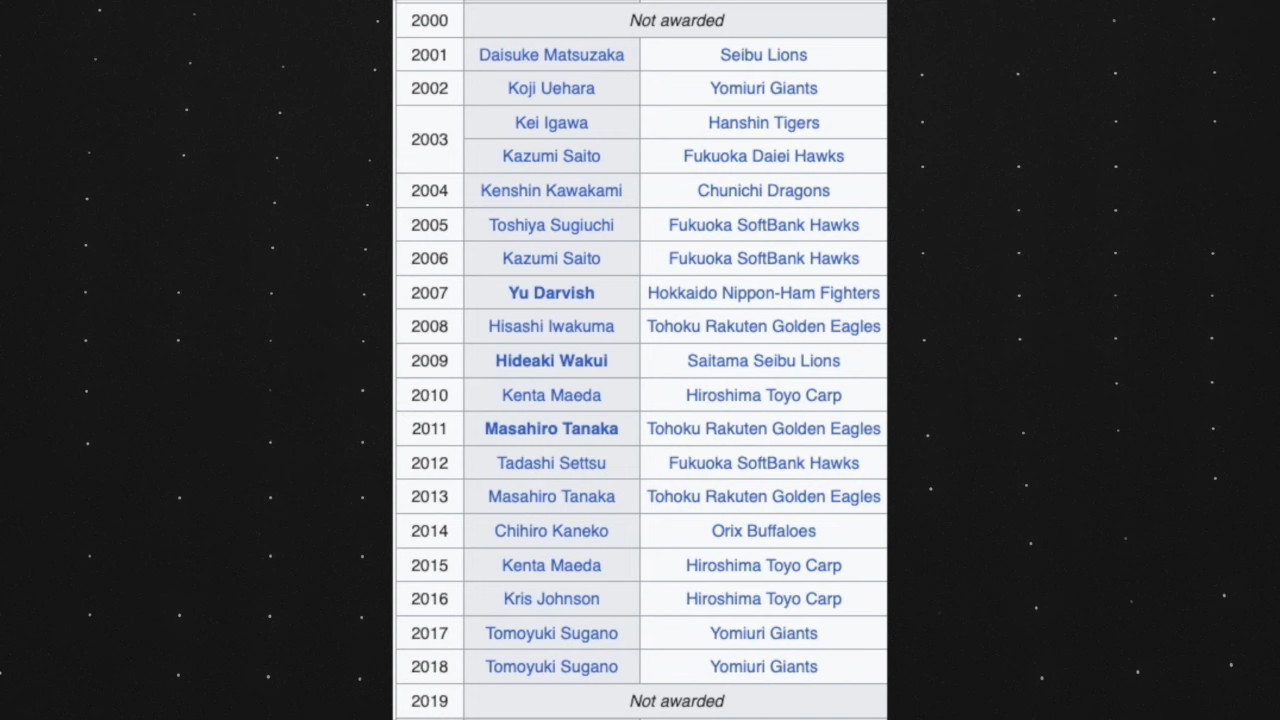 2000 Not awarded
2001 Daisuke Matsuzaka Seibu Lions
2002 Koji Uehara Yomiuri Giants
2003 Kei Igawa Hanshin Tigers
Kazumi Saito Fukuoka Daiei Hawks
2004 Kenshin Kawakami Chunichi Dragons
2005 Toshiya Sugiuchi Fukuoka SoftBank Hawks
2006 Kazumi Saito Fukuoka SoftBank Hawks
2007 Yu Darvish Hokkaido Nippon-Ham Fighters
2008 Hisashi Iwakuma Tohoku Rakuten Golden Eagles
2009 Hideaki Wakui Saitama Seibu Lions
2010 Kenta Maeda Hiroshima Toyo Carp
2011 Masahiro Tanaka Tohoku Rakuten Golden Eagles
2012 Tadashi Settsu Fukuoka SoftBank Hawks
2013 Masahiro Tanaka Tohoku Rakuten Golden Eagles
2014 Chihiro Kaneko Orix Buffaloes
2015 Kenta Maeda Hiroshima Toyo Carp
2016 Kris Johnson Hiroshima Toyo Carp
2017 Tomoyuki Sugano Yomiuri Giants
2018 Tomoyuki Sugano Yomiuri Giants
2019 Not awarded